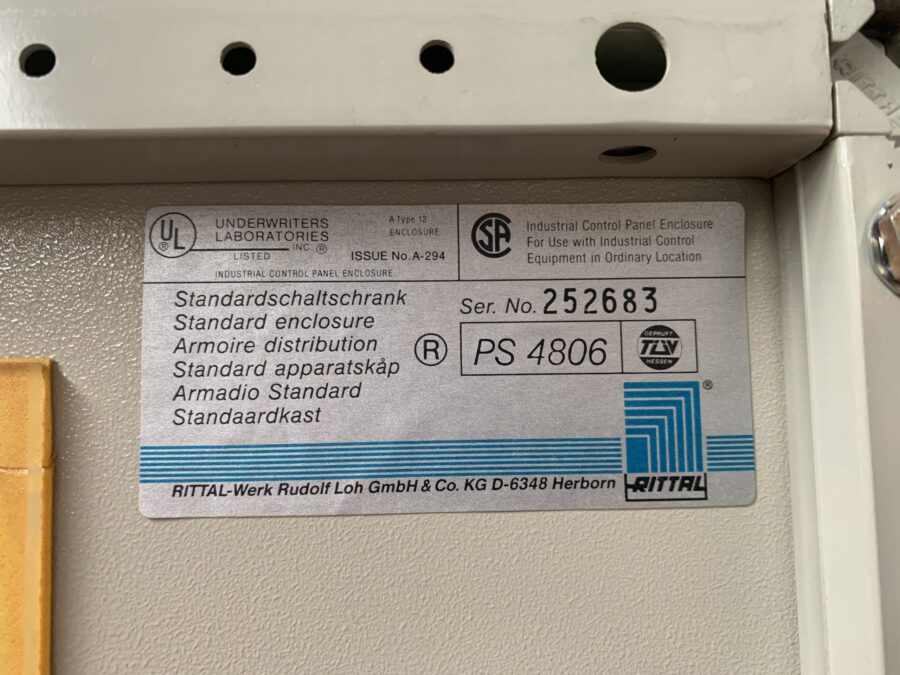 UL
®
UNDERWRITERS
LABORATORIES
INC. ®
LISTED
A Type 12
ENCLOSURE
ISSUE No. A-294
INDUSTRIAL CONTROL PANEL ENCLOSURE
SA
Industrial Control Panel Enclosure
For Use with Industrial Control
Equipment in Ordinary Location
Standardschaltschrank
Standard enclosure
Armoire distribution
Standard apparatskåp
Armadio Standard
Standaardkast
®
Ser. No. 252683
PS 4806
GEPRÜFT
TÜV
HESSEN
®
RITTAL
RITTAL-Werk Rudolf Loh GmbH & Co. KG D-6348 Herborn